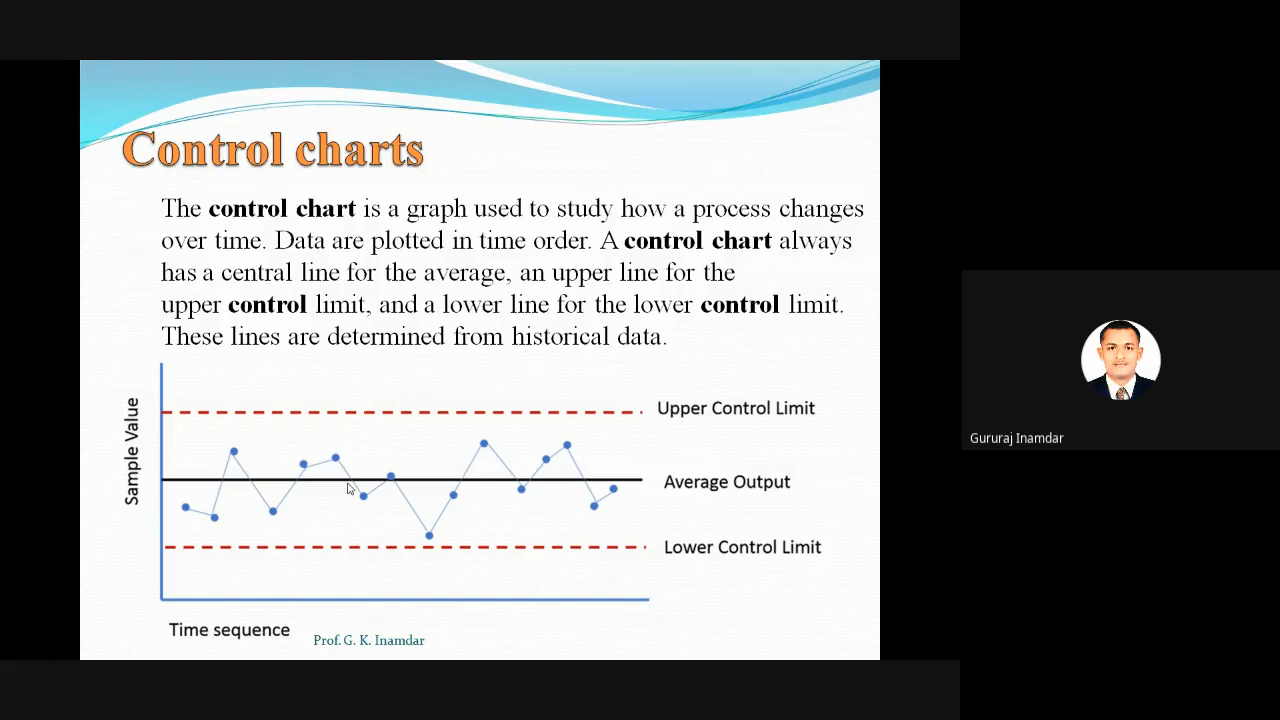 Control charts
The control chart is a graph used to study how a process changes
over time. Data are plotted in time order. A control chart always
has a central line for the average, an upper line for the
upper control limit, and a lower line for the lower control limit.
These lines are determined from historical data.
Sample Value
Upper Control Limit
Average Output
Lower Control Limit
Time sequence
Prof. G. K. Inamdar
Gururaj Inamdar